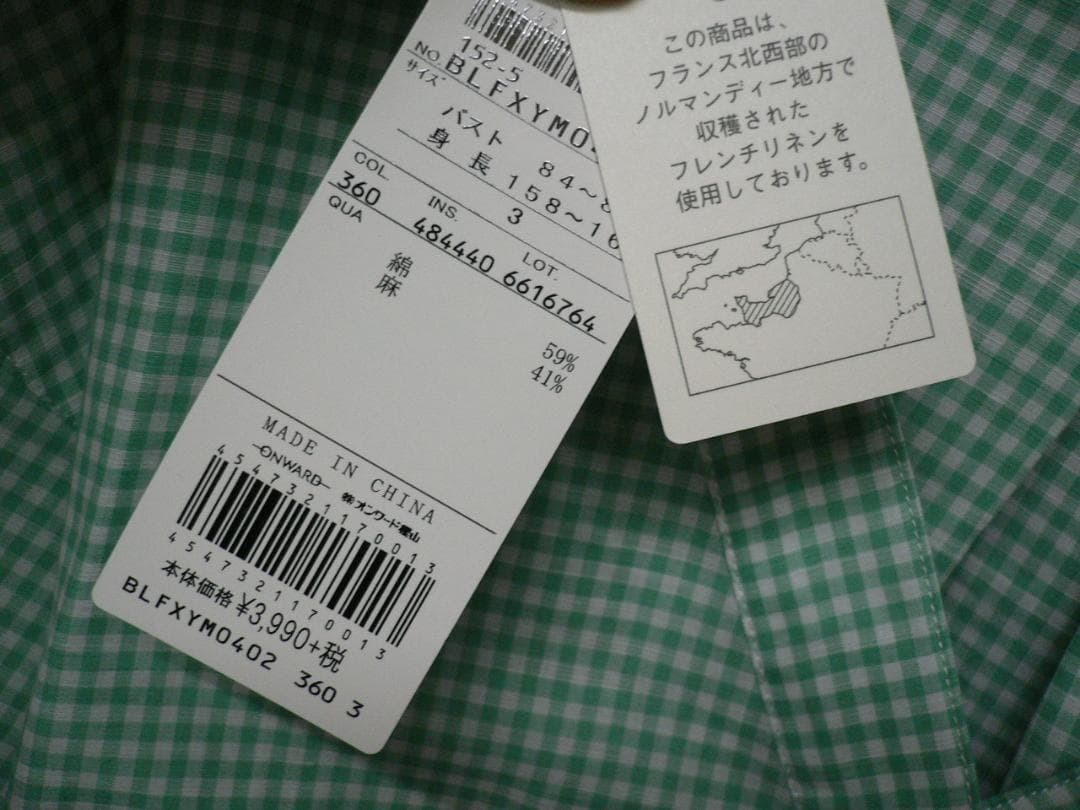 152-5
NO. BLFXYM04
サイズ
バスト 84～8
身長 158～16
3
COL. INS. LOT.
360 484440 6616764
QUA
綿 59%
麻 41%
MADE IN CHINA
ONWARD ㈱オンワード樫山
4547321170013
4547321170013
本体価格 ¥3,990+税
BLFXYM0402 360 3
この商品は、
フランス北西部の
ノルマンディー地方で
収穫された
フレンチリネンを
使用しております。